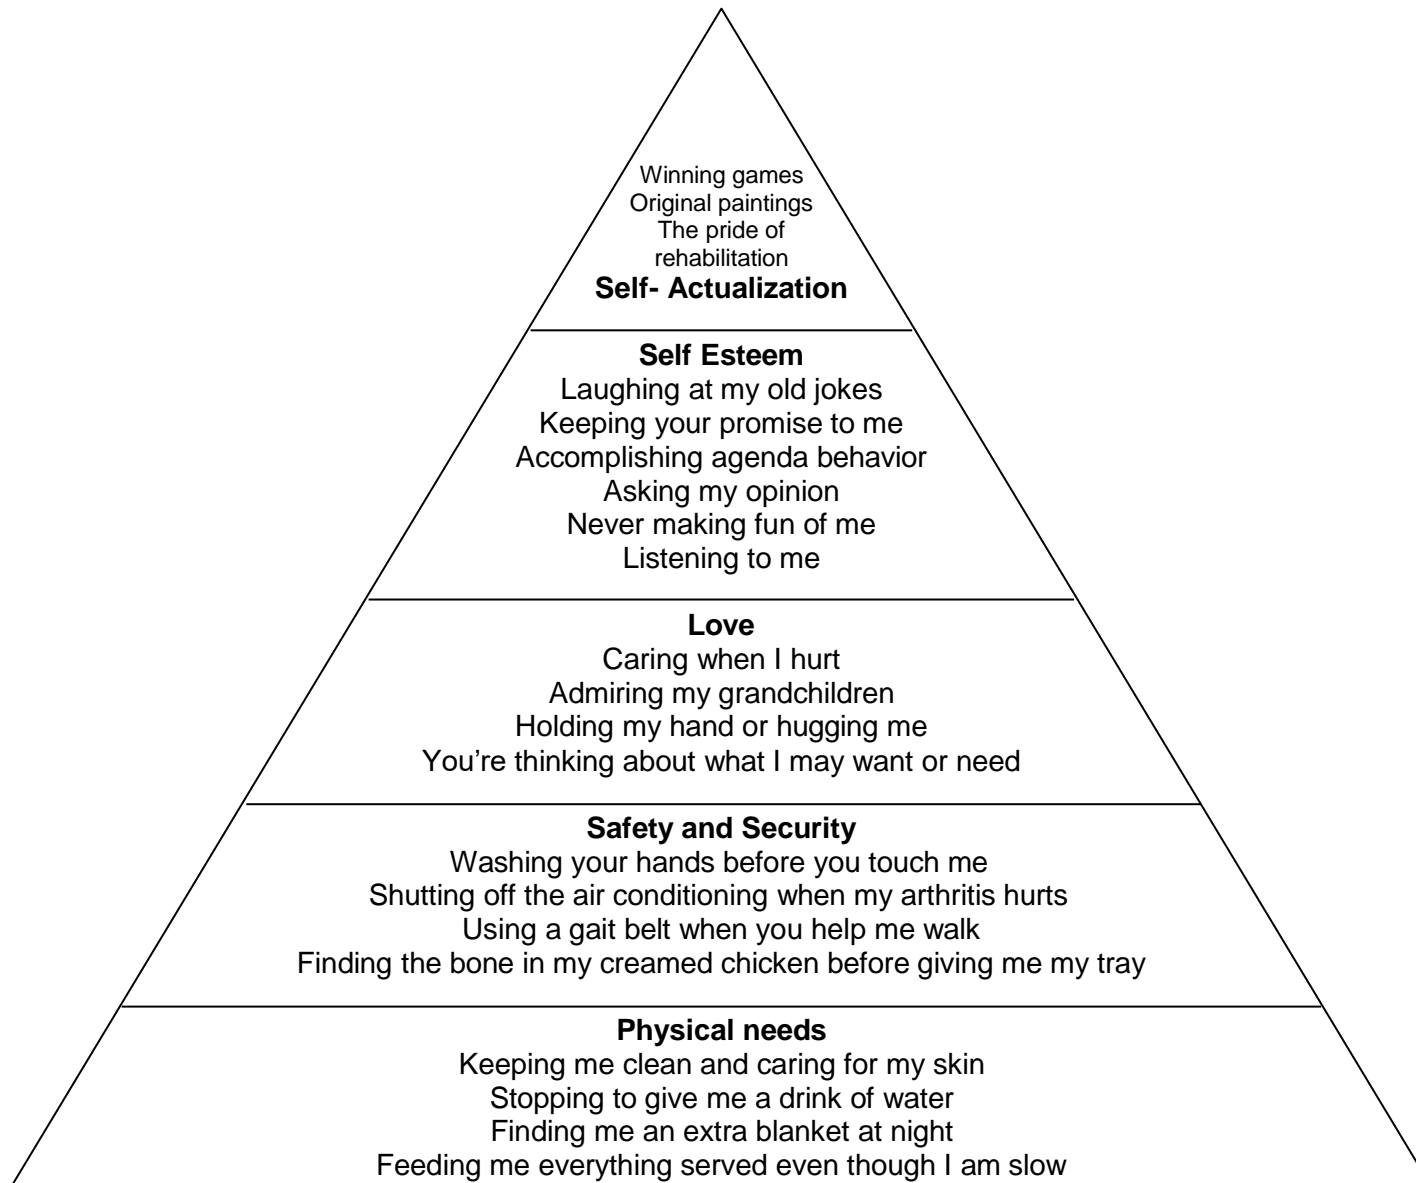 Winning games
Original paintings
The pride of
rehabilitation
Self- Actualization
Self Esteem
Laughing at my old jokes
Keeping your promise to me
Accomplishing agenda behavior
Asking my opinion
Never making fun of me
Listening to me
Love
Caring when I hurt
Admiring my grandchildren
Holding my hand or hugging me
You’re thinking about what I may want or need
Safety and Security
Washing your hands before you touch me
Shutting off the air conditioning when my arthritis hurts
Using a gait belt when you help me walk
Finding the bone in my creamed chicken before giving me my tray
Physical needs
Keeping me clean and caring for my skin
Stopping to give me a drink of water
Finding me an extra blanket at night
Feeding me everything served even though I am slow